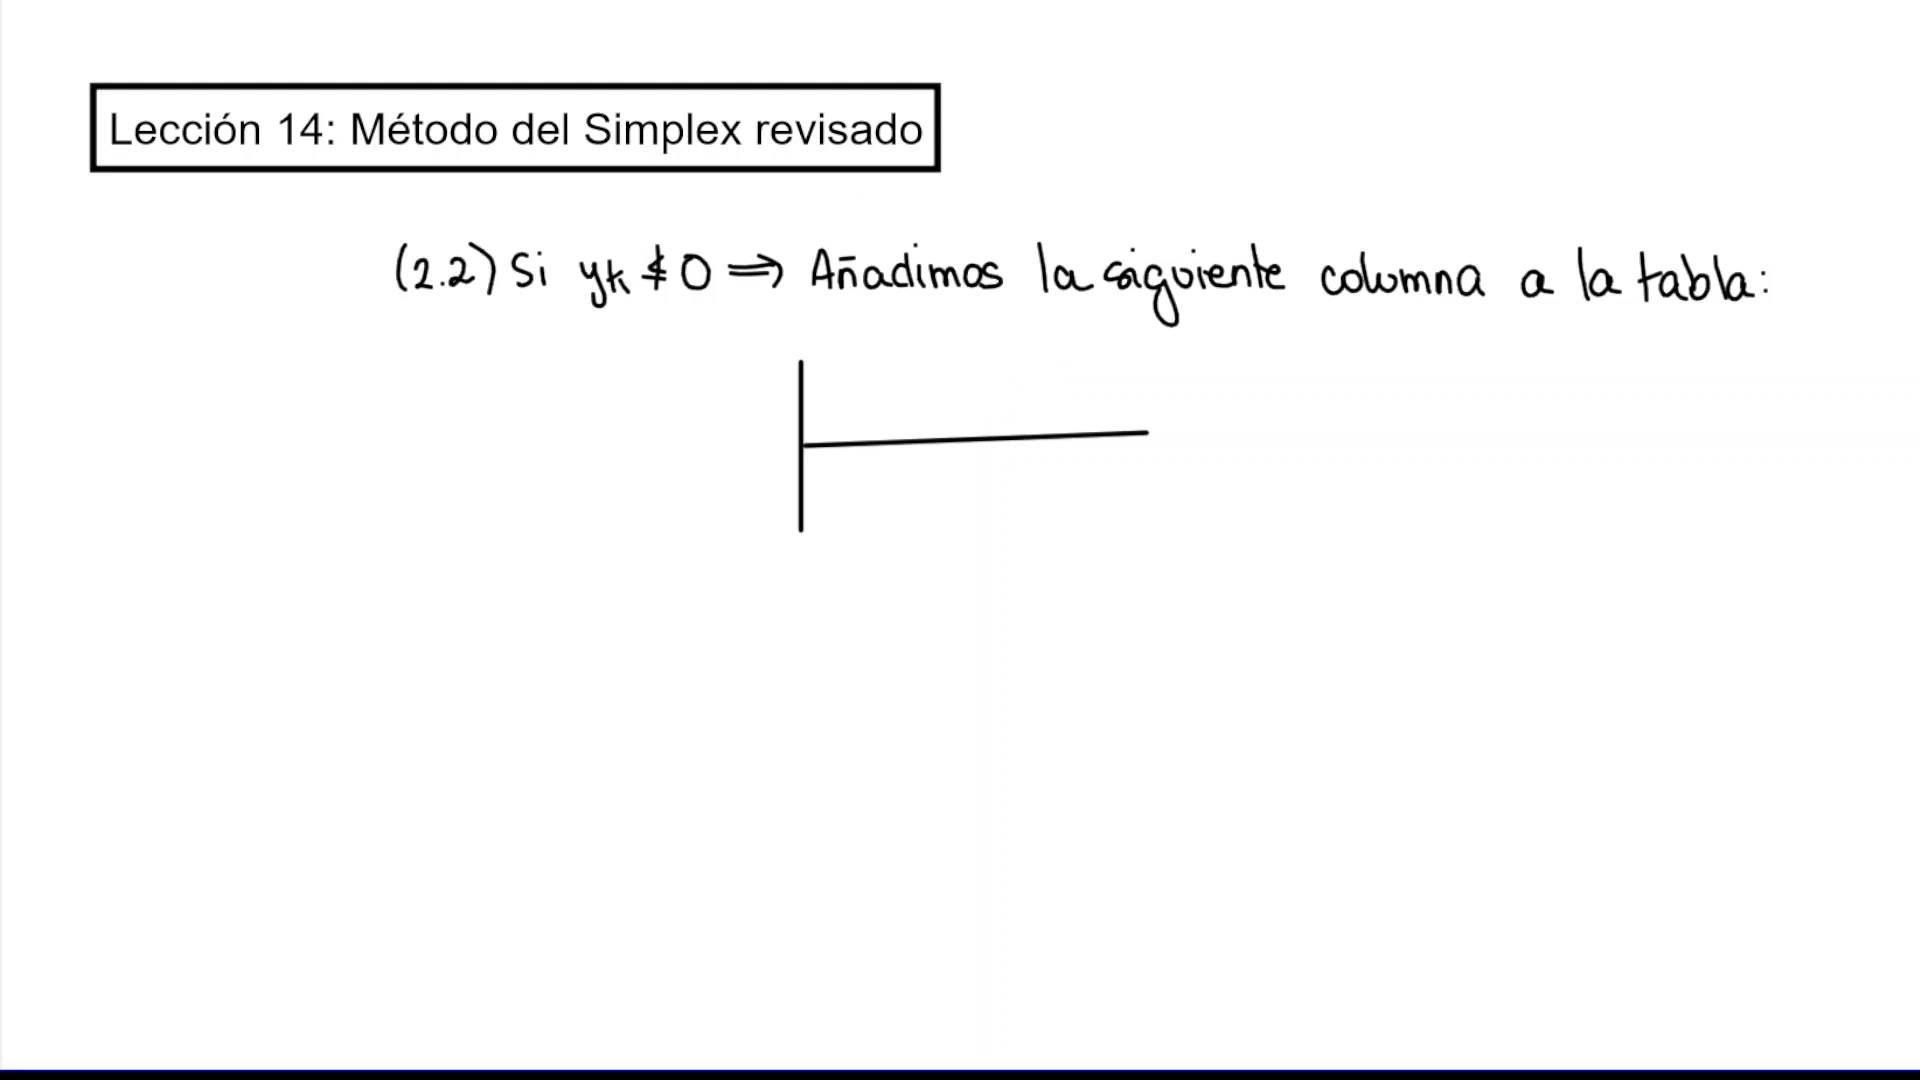 Lección 14: Método del Simplex revisado
(2.2) Si yₖ ≰ 0 ⟹ Añadimos la siguiente columna a la tabla: